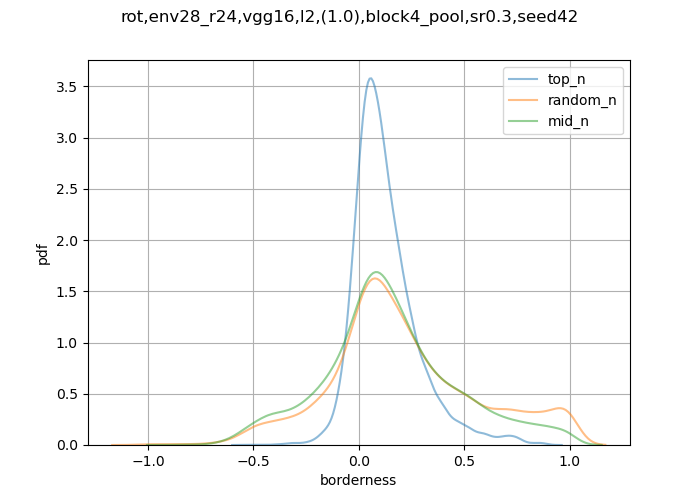 rot,env28_r24,vgg16,l2,(1.0),block4_pool,sr0.3,seed42
top_n
random_n
mid_n
3.5
3.0
2.5
2.0
1.5
1.0
0.5
0.0
pdf
−1.0
−0.5
0.0
0.5
1.0
borderness